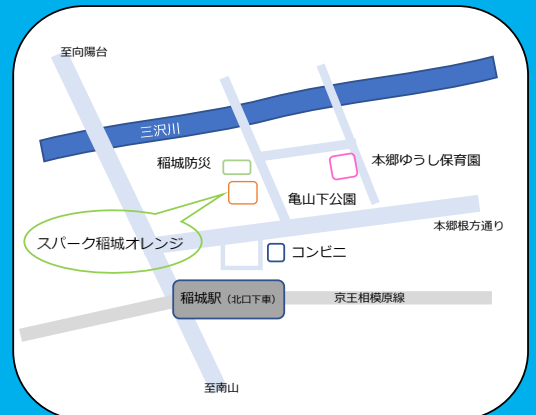 至向陽台
三沢川
稲城防災
本郷ゆうし保育園
亀山下公園
本郷根方通り
スパーク稲城オレンジ
コンビニ
稲城駅（北口下車）
京王相模原線
至南山